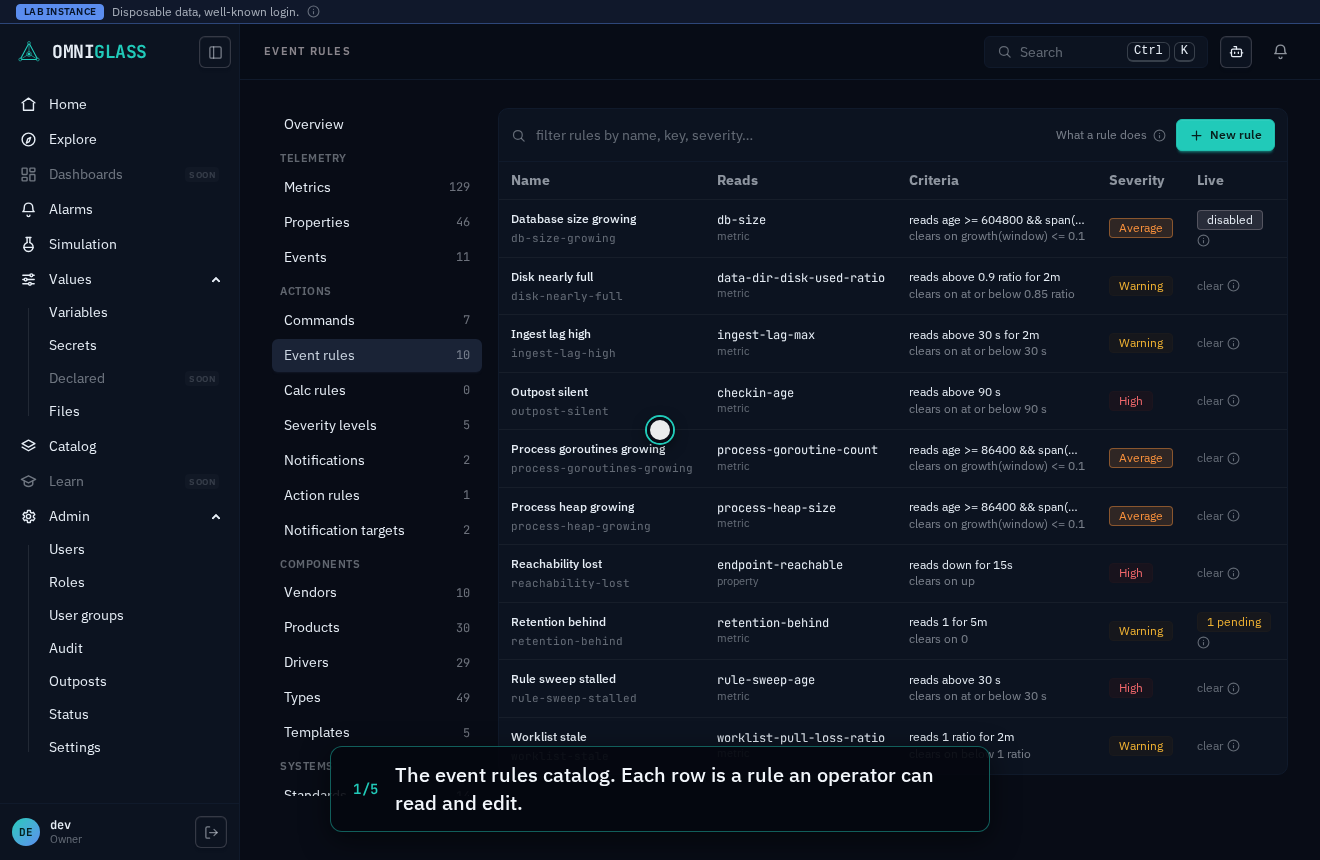 LAB INSTANCE Disposable data, well-known login.
OMNIGLASS
EVENT RULES
Search Ctrl K
Home
Explore
Dashboards SOON
Alarms
Simulation
Values
Variables
Secrets
Declared SOON
Files
Catalog
Learn SOON
Admin
Users
Roles
User groups
Audit
Outposts
Status
Settings
DE dev
Owner
Overview
TELEMETRY
Metrics 129
Properties 46
Events 11
ACTIONS
Commands 7
Event rules 10
Calc rules 0
Severity levels 5
Notifications 2
Action rules 1
Notification targets 2
COMPONENTS
Vendors 10
Products 30
Drivers 29
Types 49
Templates 5
filter rules by name, key, severity... What a rule does New rule
Name Reads Criteria Severity Live
Database size growing db-size reads age >= 604800 && span(... Average disabled
db-size-growing metric clears on growth(window) <= 0.1
Disk nearly full data-dir-disk-used-ratio reads above 0.9 ratio for 2m Warning clear
disk-nearly-full metric clears on at or below 0.85 ratio
Ingest lag high ingest-lag-max reads above 30 s for 2m Warning clear
ingest-lag-high metric clears on at or below 30 s
Outpost silent checkin-age reads above 90 s High clear
outpost-silent metric clears on at or below 90 s
Process goroutines growing process-goroutine-count reads age >= 86400 && span(... Average clear
process-goroutines-growing metric clears on growth(window) <= 0.1
Process heap growing process-heap-size reads age >= 86400 && span(... Average clear
process-heap-growing metric clears on growth(window) <= 0.1
Reachability lost endpoint-reachable reads down for 15s High clear
reachability-lost property clears on up
Retention behind retention-behind reads 1 for 5m Warning 1 pending
retention-behind metric clears on 0
Rule sweep stalled rule-sweep-age reads above 30 s High clear
rule-sweep-stalled metric clears on at or below 30 s
Worklist stale worklist-pull-loss-ratio reads 1 ratio for 2m Warning clear
worklist-stale metric clears on below 1 ratio
1/5 The event rules catalog. Each row is a rule an operator can
read and edit.